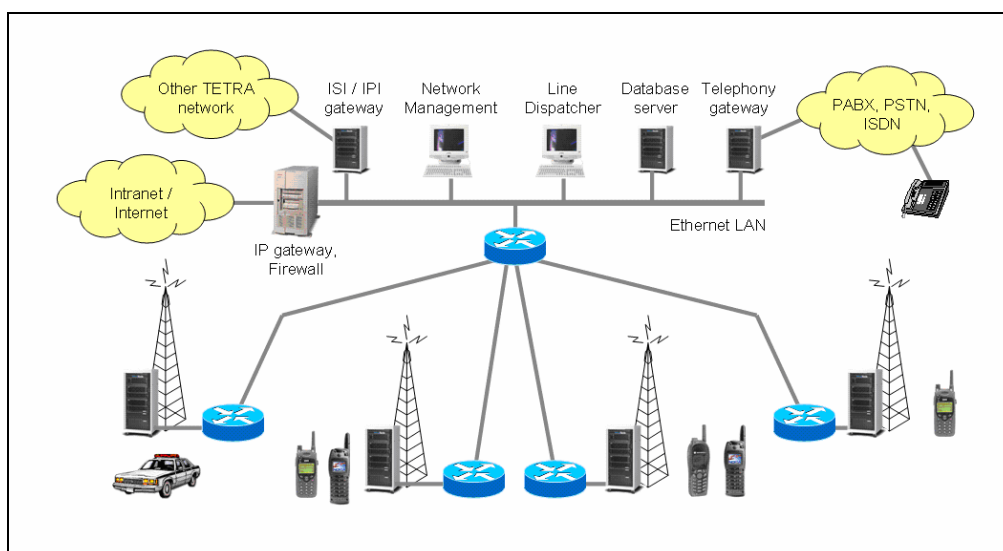 Other TETRA
network
ISI / IPI
gateway
Network
Management
Line
Dispatcher
Database
server
Telephony
gateway
PABX, PSTN,
ISDN
Intranet /
Internet
IP gateway,
Firewall
Ethernet LAN